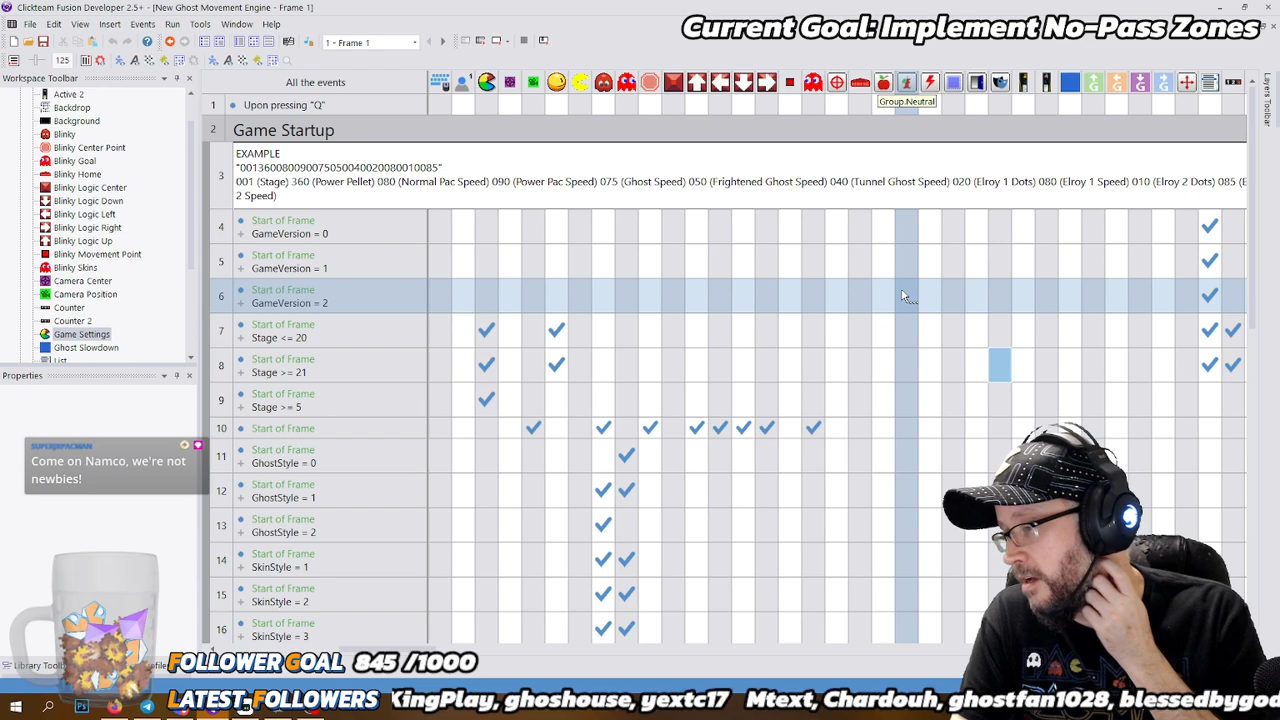 Clickteam Fusion Developer 2.5+ - [New Ghost Movement Engine - Frame 1]
Current Goal: Implement No-Pass Zones
File Edit View Insert Events Run Tools Window Help
1 - Frame 1
125
Workspace Toolbar
Active 2
Backdrop
Background
Blinky
Blinky Center Point
Blinky Goal
Blinky Home
Blinky Logic Center
Blinky Logic Down
Blinky Logic Left
Blinky Logic Right
Blinky Logic Up
Blinky Movement Point
Blinky Skins
Camera Center
Camera Position
Counter
Counter 2
Game Settings
Ghost Slowdown
List
Properties
SUPERJRPACMAN
Come on Namco, we're not
newbies!
Library Toolb
All the events
Group.Neutral
Layers Toolbar
1 Upon pressing "Q"
2 Game Startup
3 EXAMPLE
"001360080090075050040020080010085"
001 (Stage) 360 (Power Pellet) 080 (Normal Pac Speed) 090 (Power Pac Speed) 075 (Ghost Speed) 050 (Frightened Ghost Speed) 040 (Tunnel Ghost Speed) 020 (Elroy 1 Dots) 080 (Elroy 1 Speed) 010 (Elroy 2 Dots) 085 (E
2 Speed)
4 Start of Frame
+ GameVersion = 0
5 Start of Frame
+ GameVersion = 1
6 Start of Frame
+ GameVersion = 2
7 Start of Frame
+ Stage <= 20
8 Start of Frame
+ Stage >= 21
9 Start of Frame
+ Stage >= 5
10 Start of Frame
11 Start of Frame
+ GhostStyle = 0
12 Start of Frame
+ GhostStyle = 1
13 Start of Frame
+ GhostStyle = 2
14 Start of Frame
+ SkinStyle = 1
15 Start of Frame
+ SkinStyle = 2
16 Start of Frame
+ SkinStyle = 3
Follower Goal 845 /1000
Latest Followers KingPlay, ghoshouse, yextc17 Mtext, Chardouh, ghostfan1028, blessedbygo